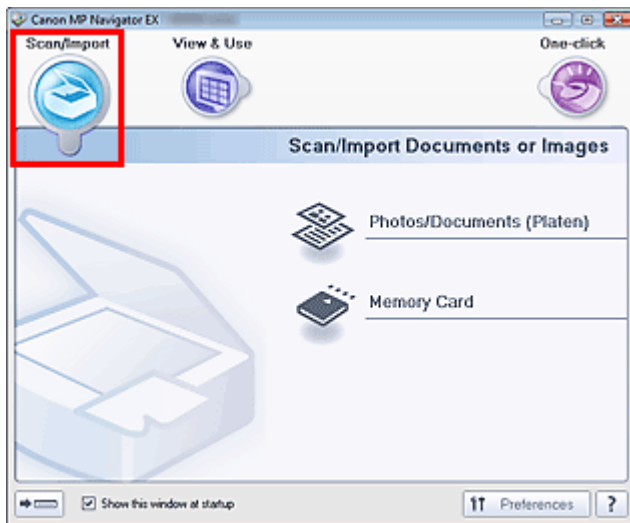 Canon MP Navigator EX
Scan/Import
View & Use
One-click
Scan/Import Documents or Images
Photos/Documents (Platen)
Memory Card
Show this window at startup
Preferences
?